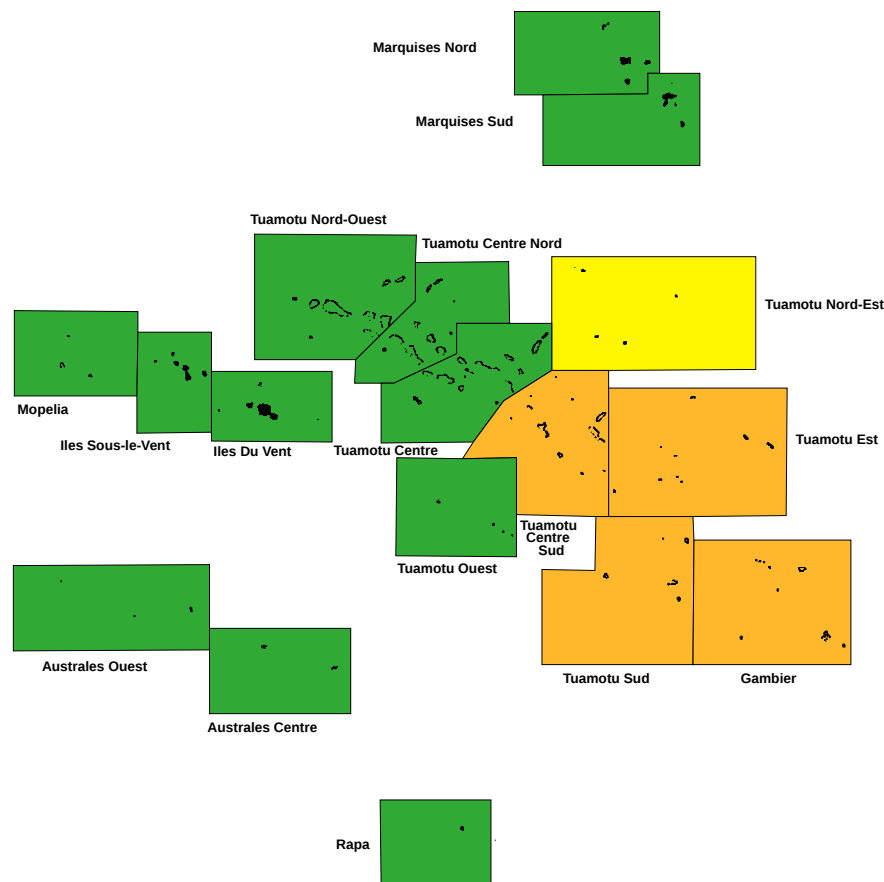 Marquises Nord
Marquises Sud
Tuamotu Nord-Ouest
Tuamotu Centre Nord
Tuamotu Nord-Est
Mopelia
Iles Sous-le-Vent
Iles Du Vent
Tuamotu Centre
Tuamotu Est
Tuamotu
Centre
Sud
Tuamotu Ouest
Australes Ouest
Tuamotu Sud
Gambier
Australes Centre
Rapa